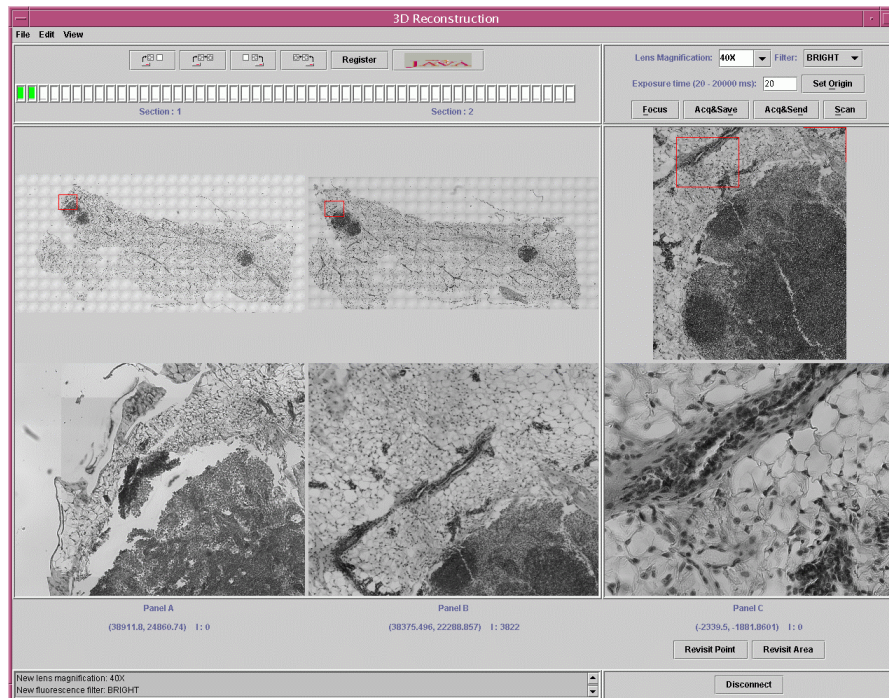 3D Reconstruction
File Edit View
Register
Lens Magnification: 40X Filter: BRIGHT
Exposure time (20 - 20000 ms): 20 Set Origin
Focus Acq&Save Acq&Send Scan
Section : 1 Section : 2
Panel A Panel B Panel C
(38911.8, 24860.74) I : 0 (38375.496, 22288.857) I : 3822 (-2339.5, -1881.8601) I : 0
Revisit Point Revisit Area
New lens magnification: 40X
New fluorescence filter: BRIGHT
Disconnect